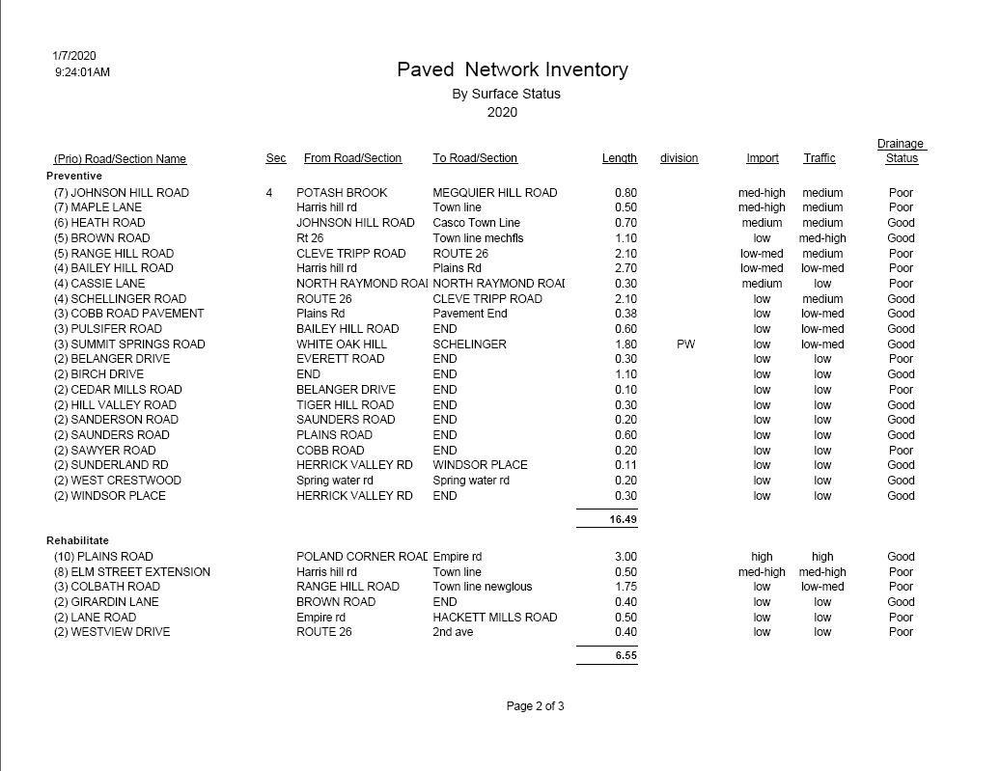 1/7/2020
9:24:01AM
Paved Network Inventory
By Surface Status
2020
Drainage
(Prio) Road/Section Name Sec From Road/Section To Road/Section Length division Import Traffic Status
Preventive
(7) JOHNSON HILL ROAD 4 POTASH BROOK MEGQUIER HILL ROAD 0.80 med-high medium Poor
(7) MAPLE LANE Harris hill rd Town line 0.50 med-high medium Poor
(6) HEATH ROAD JOHNSON HILL ROAD Casco Town Line 0.70 medium medium Good
(5) BROWN ROAD Rt 26 Town line mechfls 1.10 low med-high Good
(5) RANGE HILL ROAD CLEVE TRIPP ROAD ROUTE 26 2.10 low-med medium Poor
(4) BAILEY HILL ROAD Harris hill rd Plains Rd 2.70 low-med low-med Poor
(4) CASSIE LANE NORTH RAYMOND ROAI NORTH RAYMOND ROAI 0.30 medium low Poor
(4) SCHELLINGER ROAD ROUTE 26 CLEVE TRIPP ROAD 2.10 low medium Good
(3) COBB ROAD PAVEMENT Plains Rd Pavement End 0.38 low low-med Good
(3) PULSIFER ROAD BAILEY HILL ROAD END 0.60 low low-med Good
(3) SUMMIT SPRINGS ROAD WHITE OAK HILL SCHELINGER 1.80 PW low low-med Good
(2) BELANGER DRIVE EVERETT ROAD END 0.30 low low Poor
(2) BIRCH DRIVE END END 1.10 low low Good
(2) CEDAR MILLS ROAD BELANGER DRIVE END 0.10 low low Poor
(2) HILL VALLEY ROAD TIGER HILL ROAD END 0.30 low low Good
(2) SANDERSON ROAD SAUNDERS ROAD END 0.20 low low Good
(2) SAUNDERS ROAD PLAINS ROAD END 0.60 low low Good
(2) SAWYER ROAD COBB ROAD END 0.20 low low Poor
(2) SUNDERLAND RD HERRICK VALLEY RD WINDSOR PLACE 0.11 low low Good
(2) WEST CRESTWOOD Spring water rd Spring water rd 0.20 low low Good
(2) WINDSOR PLACE HERRICK VALLEY RD END 0.30 low low Good
16.49
Rehabilitate
(10) PLAINS ROAD POLAND CORNER ROAD Empire rd 3.00 high high Good
(8) ELM STREET EXTENSION Harris hill rd Town line 0.50 med-high med-high Poor
(3) COLBATH ROAD RANGE HILL ROAD Town line newglous 1.75 low low-med Poor
(2) GIRARDIN LANE BROWN ROAD END 0.40 low low Good
(2) LANE ROAD Empire rd HACKETT MILLS ROAD 0.50 low low Poor
(2) WESTVIEW DRIVE ROUTE 26 2nd ave 0.40 low low Poor
6.55
Page 2 of 3